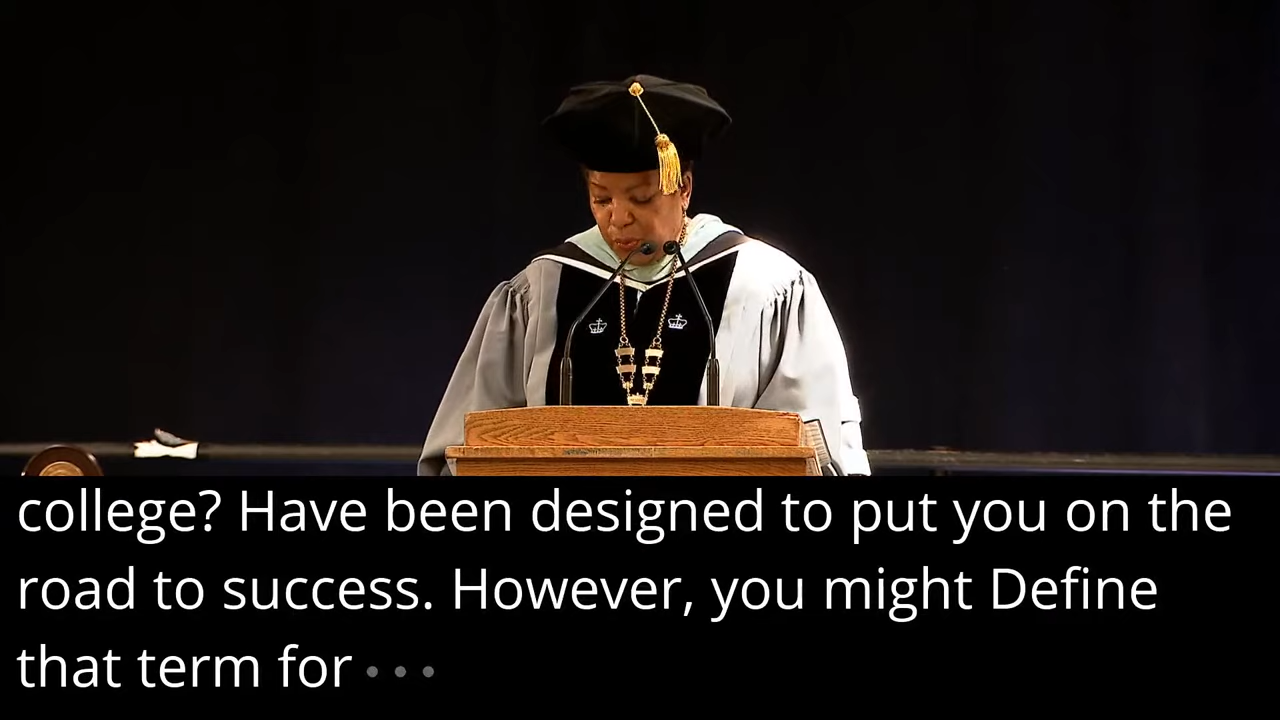 college? Have been designed to put you on the
road to success. However, you might Define
that term for